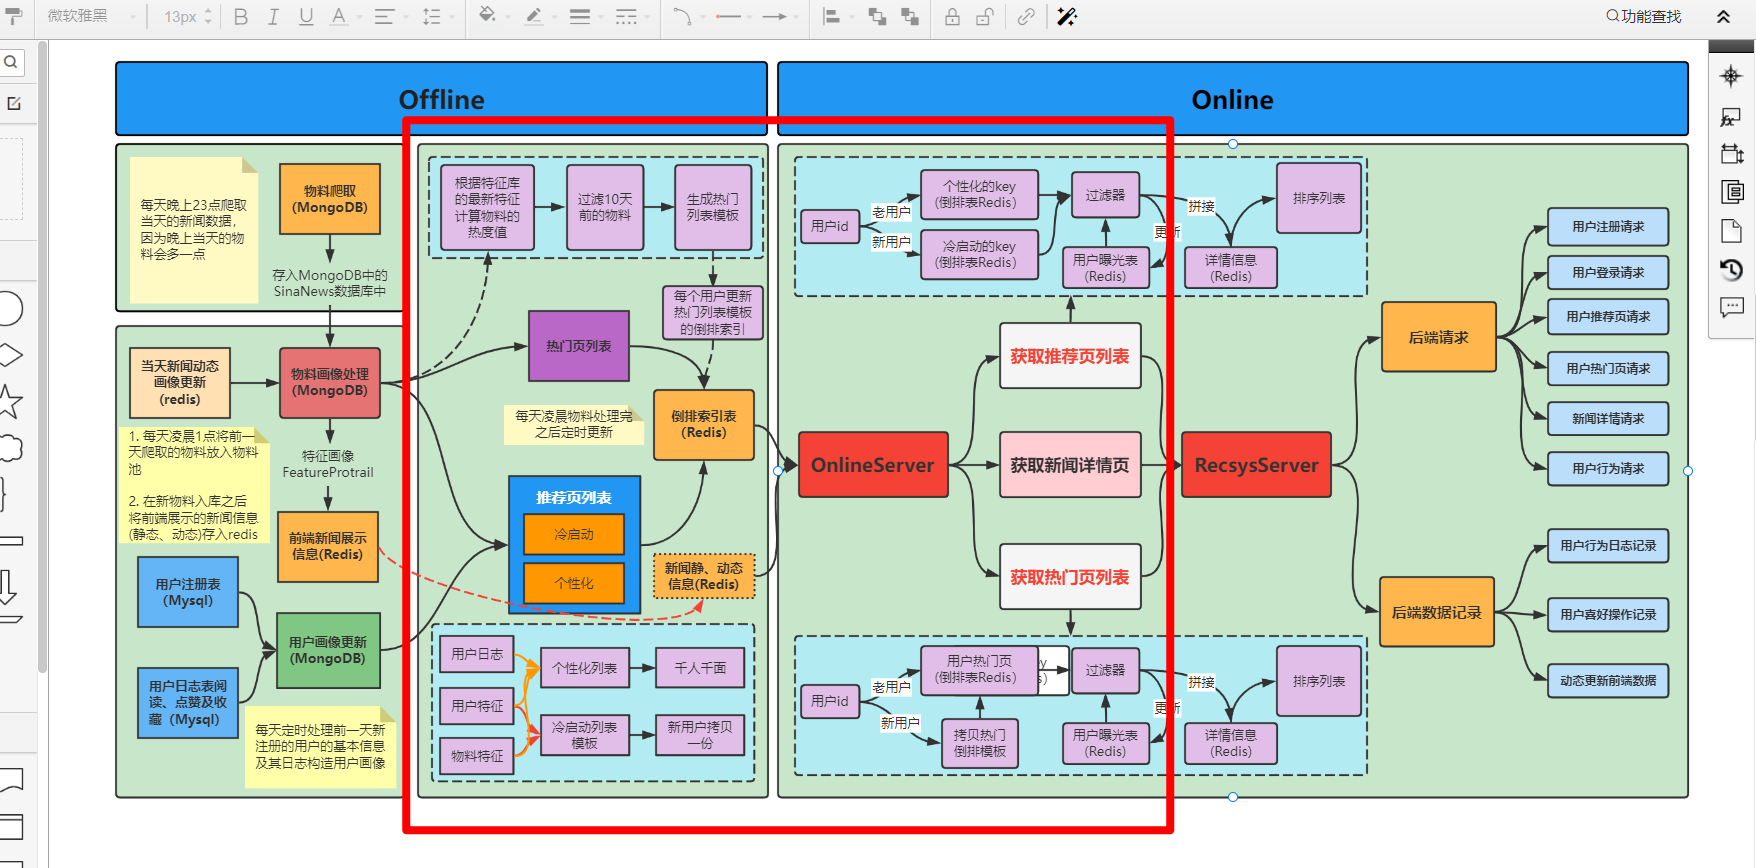 微软雅黑
13px
B
I
U
A
功能查找
Offline
Online
每天晚上23点爬取
当天的新闻数据，
因为晚上当天的物
料会多一点
物料爬取
(MongoDB)
存入MongoDB中的
SinaNews数据库中
当天新闻动态
画像更新
(redis)
物料画像处理
(MongoDB)
1. 每天凌晨1点将前一
天爬取的物料放入物料
池
2. 在新物料入库之后
将前端展示的新闻信息
(静态、动态)存入redis
特征画像
FeatureProtrail
前端新闻展示
信息(Redis)
用户注册表
（Mysql）
用户日志表阅
读、点赞及收
藏（Mysql）
用户画像更新
(MongoDB)
每天定时处理前一天新
注册的用户的基本信息
及其日志构造用户画像
根据特征库
的最新特征
计算物料的
热度值
过滤10天
前的物料
生成热门
列表模板
每个用户更新
热门列表模板
的倒排索引
热门页列表
每天凌晨物料处理完
之后定时更新
倒排索引表
（Redis)
推荐页列表
冷启动
个性化
新闻静、动态
信息(Redis)
用户日志
用户特征
物料特征
个性化列表
冷启动列表
模板
千人千面
新用户拷贝
一份
用户id
老用户
新用户
个性化的key
(倒排表Redis）
冷启动的key
(倒排表Redis）
过滤器
用户曝光表
(Redis)
更新
拼接
详情信息
(Redis)
排序列表
获取推荐页列表
OnlineServer
获取新闻详情页
RecsysServer
获取热门页列表
用户id
老用户
新用户
用户热门页
(倒排表Redis）
拷贝热门
倒排模板
过滤器
用户曝光表
（Redis)
更新
拼接
详情信息
（Redis)
排序列表
后端请求
用户注册请求
用户登录请求
用户推荐页请求
用户热门页请求
新闻详情请求
用户行为请求
后端数据记录
用户行为日志记录
用户喜好操作记录
动态更新前端数据